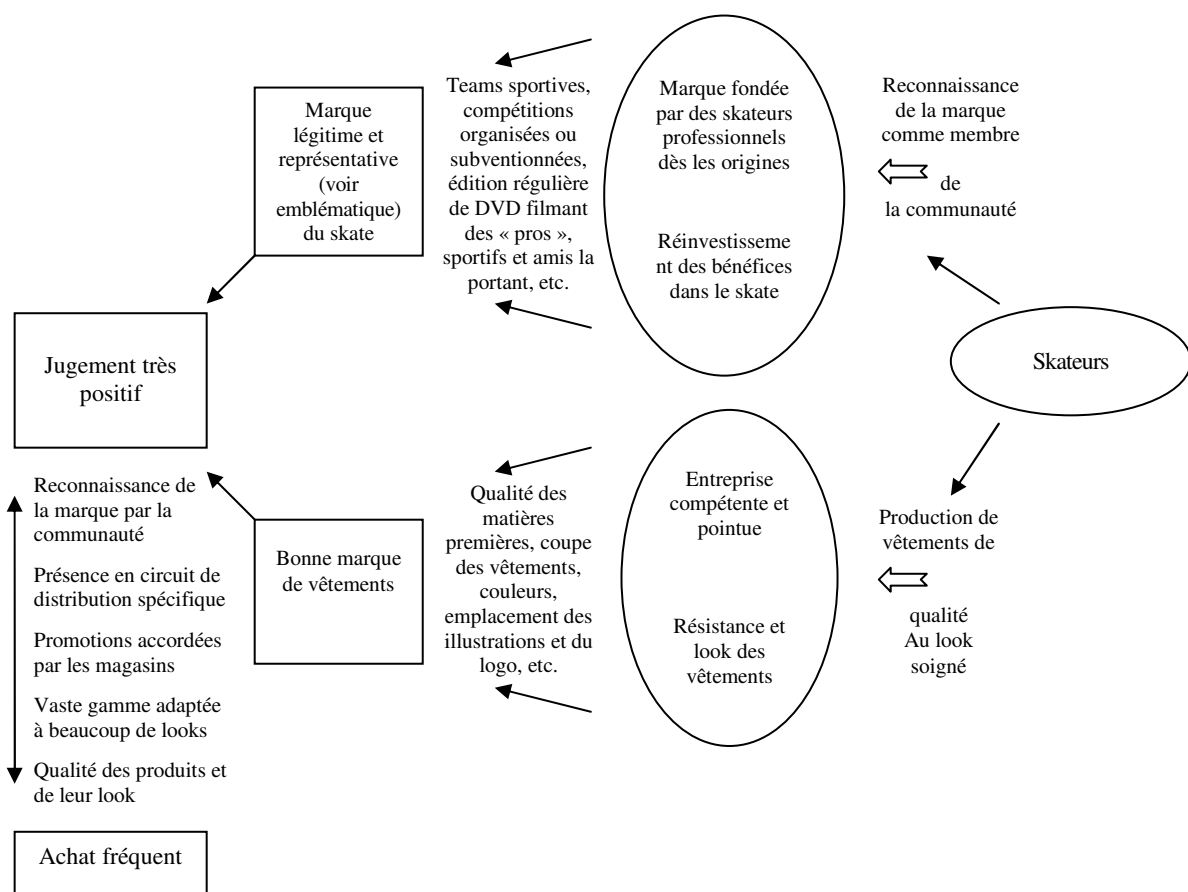 Marque
légitime et
représentative
(voir
emblématique)
du skate
Teams sportives,
compétitions
organisées ou
subventionnées,
édition régulière
de DVD filmant
des « pros »,
sportifs et amis la
portant, etc.
Marque fondée
par des skateurs
professionnels
dès les origines
Réinvestisseme
nt des bénéfices
dans le skate
Reconnaissance
de la marque
comme membre
de
la communauté
Jugement très
positif
Skateurs
Reconnaissance de
la marque par la
communauté
Présence en circuit de
distribution spécifique
Promotions accordées
par les magasins
Vaste gamme adaptée
à beaucoup de looks
Qualité des produits et
de leur look
Bonne marque
de vêtements
Qualité des
matières
premières, coupe
des vêtements,
couleurs,
emplacement des
illustrations et du
logo, etc.
Entreprise
compétente et
pointue
Résistance et
look des
vêtements
Production de
vêtements de
qualité
Au look
soigné
Achat fréquent